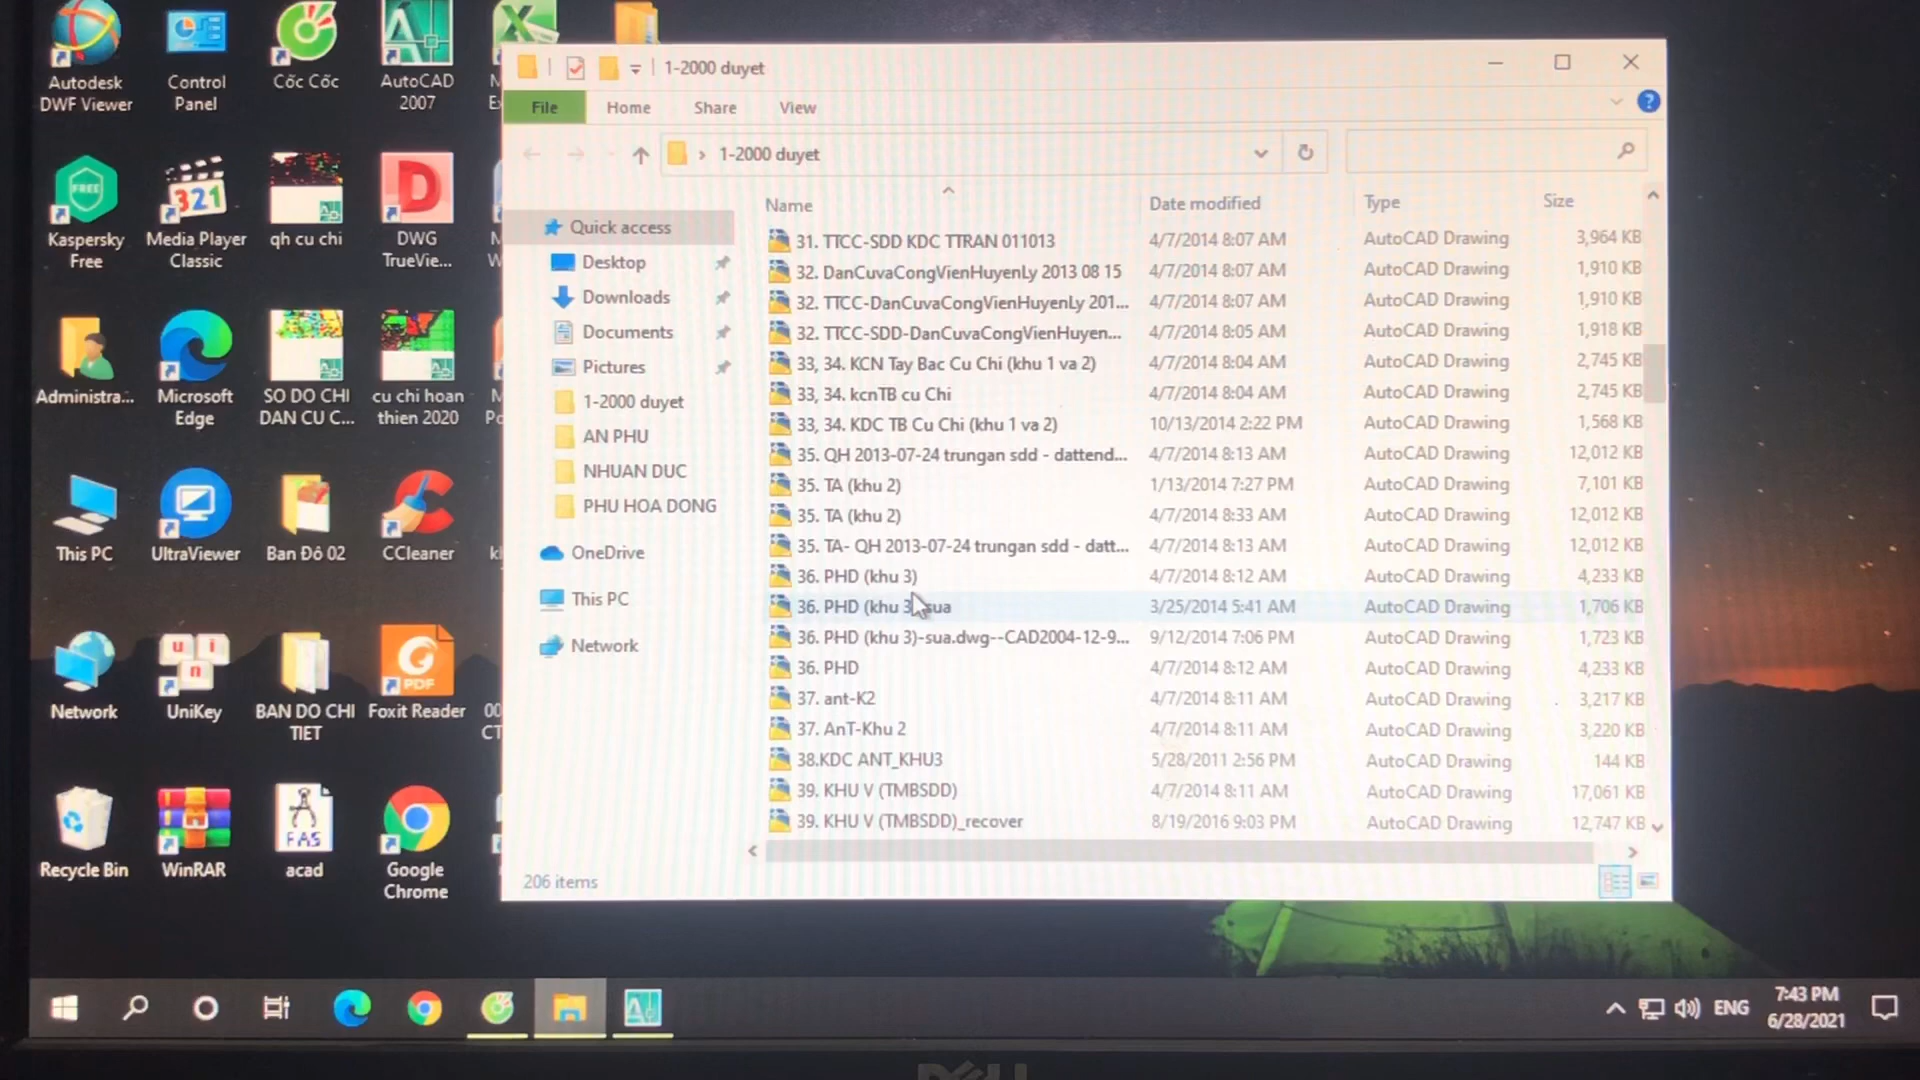 Autodesk
DWF Viewer
Control
Panel
Cốc Cốc
AutoCAD
2007
Kaspersky
Free
Media Player
Classic
qh cu chi
DWG
TrueVie...
Administra...
Microsoft
Edge
SO DO CHI
DAN CU C...
cu chi hoan
thien 2020
This PC
UltraViewer
Ban Đô 02
CCleaner
Network
UniKey
BAN DO CHI
TIET
Foxit Reader
Recycle Bin
WinRAR
acad
Google
Chrome
FREE
321
u i
n
PDF
FAS
1-2000 duyet
File
Home
Share
View
1-2000 duyet
Quick access
Desktop
Downloads
Documents
Pictures
1-2000 duyet
AN PHU
NHUAN DUC
PHU HOA DONG
OneDrive
This PC
Network
Name Date modified Type Size
31. TTCC-SDD KDC TTRAN 011013 4/7/2014 8:07 AM AutoCAD Drawing 3,964 KB
32. DanCuvaCongVienHuyenLy 2013 08 15 4/7/2014 8:07 AM AutoCAD Drawing 1,910 KB
32. TTCC-DanCuvaCongVienHuyenLy 201... 4/7/2014 8:07 AM AutoCAD Drawing 1,910 KB
32. TTCC-SDD-DanCuvaCongVienHuyen... 4/7/2014 8:05 AM AutoCAD Drawing 1,918 KB
33, 34. KCN Tay Bac Cu Chi (khu 1 va 2) 4/7/2014 8:04 AM AutoCAD Drawing 2,745 KB
33, 34. kcnTB cu Chi 4/7/2014 8:04 AM AutoCAD Drawing 2,745 KB
33, 34. KDC TB Cu Chi (khu 1 va 2) 10/13/2014 2:22 PM AutoCAD Drawing 1,568 KB
35. QH 2013-07-24 trungan sdd - dattend... 4/7/2014 8:13 AM AutoCAD Drawing 12,012 KB
35. TA (khu 2) 1/13/2014 7:27 PM AutoCAD Drawing 7,101 KB
35. TA (khu 2) 4/7/2014 8:33 AM AutoCAD Drawing 12,012 KB
35. TA- QH 2013-07-24 trungan sdd - datt... 4/7/2014 8:13 AM AutoCAD Drawing 12,012 KB
36. PHD (khu 3) 4/7/2014 8:12 AM AutoCAD Drawing 4,233 KB
36. PHD (khu 3 sua 3/25/2014 5:41 AM AutoCAD Drawing 1,706 KB
36. PHD (khu 3)-sua.dwg--CAD2004-12-9... 9/12/2014 7:06 PM AutoCAD Drawing 1,723 KB
36. PHD 4/7/2014 8:12 AM AutoCAD Drawing 4,233 KB
37. ant-K2 4/7/2014 8:11 AM AutoCAD Drawing 3,217 KB
37. AnT-Khu 2 4/7/2014 8:11 AM AutoCAD Drawing 3,220 KB
38.KDC ANT_KHU3 5/28/2011 2:56 PM AutoCAD Drawing 144 KB
39. KHU V (TMBSDD) 4/7/2014 8:11 AM AutoCAD Drawing 17,061 KB
39. KHU V (TMBSDD)_recover 8/19/2016 9:03 PM AutoCAD Drawing 12,747 KB
206 items
ENG
7:43 PM
6/28/2021